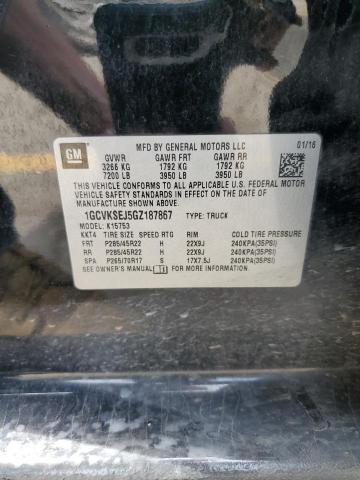 GM
MFD BY GENERAL MOTORS LLC
01/16
GVWR GAWR FRT GAWR RR
3266 KG 1792 KG 1792 KG
7200 LB 3950 LB 3950 LB
THIS VEHICLE CONFORMS TO ALL APPLICABLE U.S. FEDERAL MOTOR
VEHICLE SAFETY STANDARDS IN EFFECT ON THE DATE OF
MANUFACTURE SHOWN ABOVE.
1GCVKSEJ5GZ187867 TYPE: TRUCK
MODEL: K15753
KKT4 TIRE SIZE SPEED RTG RIM COLD TIRE PRESSURE
FRT P285/45R22 H 22X9J 240KPA(35PSI)
RR P285/45R22 H 22X9J 240KPA(35PSI)
SPA P265/70R17 S 17X7.5J 240KPA(35PSI)
SEE OWNER MANUAL FOR MORE INFORMATION.